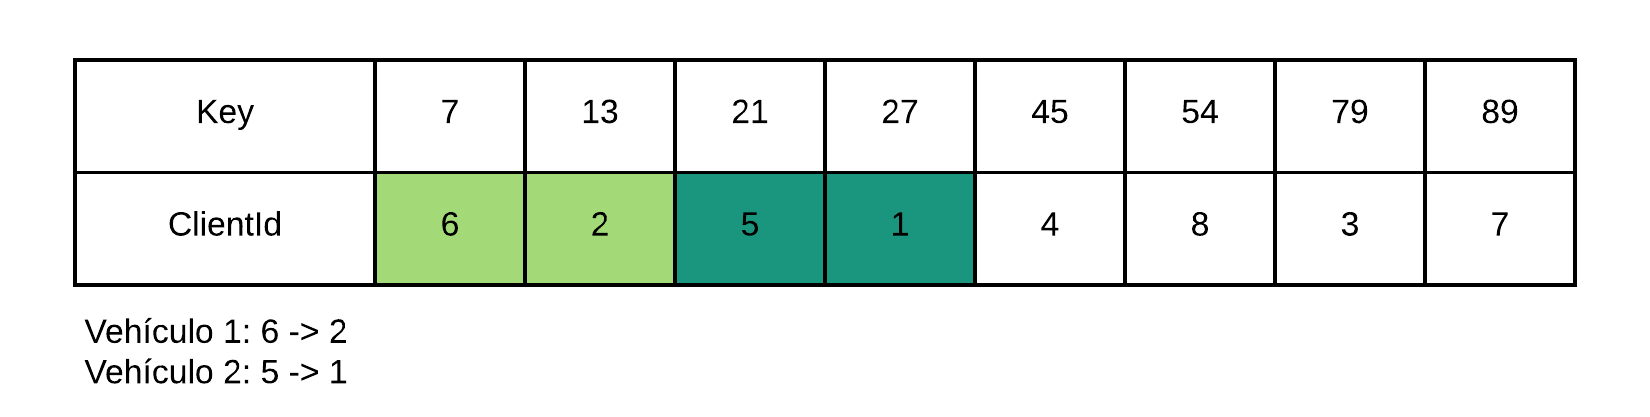 Key 7 13 21 27 45 54 79 89
ClientId 6 2 5 1 4 8 3 7
Vehículo 1: 6 -> 2
Vehículo 2: 5 -> 1